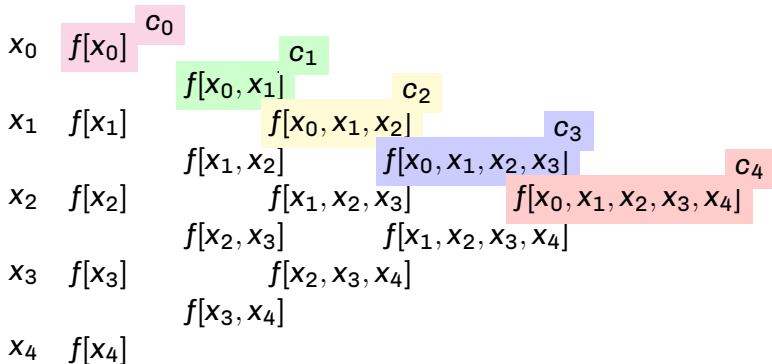 c₀
x₀ f[x₀]
c₁
f[x₀, x₁]
c₂
x₁ f[x₁] f[x₀, x₁, x₂]
c₃
f[x₁, x₂] f[x₀, x₁, x₂, x₃]
c₄
x₂ f[x₂] f[x₁, x₂, x₃] f[x₀, x₁, x₂, x₃, x₄]
f[x₂, x₃] f[x₁, x₂, x₃, x₄]
x₃ f[x₃] f[x₂, x₃, x₄]
f[x₃, x₄]
x₄ f[x₄]